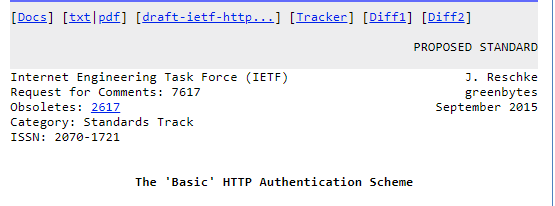 [Docs] [txt|pdf] [draft-ietf-http...] [Tracker] [Diff1] [Diff2]
PROPOSED STANDARD
Internet Engineering Task Force (IETF) J. Reschke
Request for Comments: 7617 greenbytes
Obsoletes: 2617 September 2015
Category: Standards Track
ISSN: 2070-1721
The 'Basic' HTTP Authentication Scheme